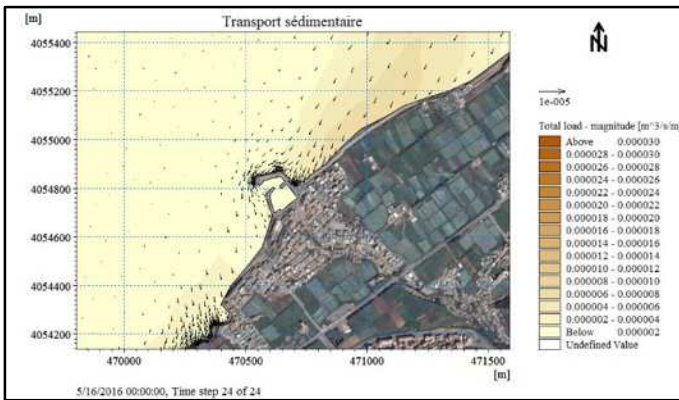 [m]
Transport sédimentaire
4055400
4055200
4055000
4054800
4054600
4054400
4054200
470000
470500
471000
471500
[m]
5/16/2016 00:00:00, Time step 24 of 24
N
1e-005
Total load - magnitude [m^3/s/m
Above 0.000030
0.000028 - 0.000030
0.000026 - 0.000028
0.000024 - 0.000026
0.000022 - 0.000024
0.000020 - 0.000022
0.000018 - 0.000020
0.000016 - 0.000018
0.000014 - 0.000016
0.000012 - 0.000014
0.000010 - 0.000012
0.000008 - 0.000010
0.000006 - 0.000008
0.000004 - 0.000006
0.000002 - 0.000004
Below 0.000002
Undefined Value